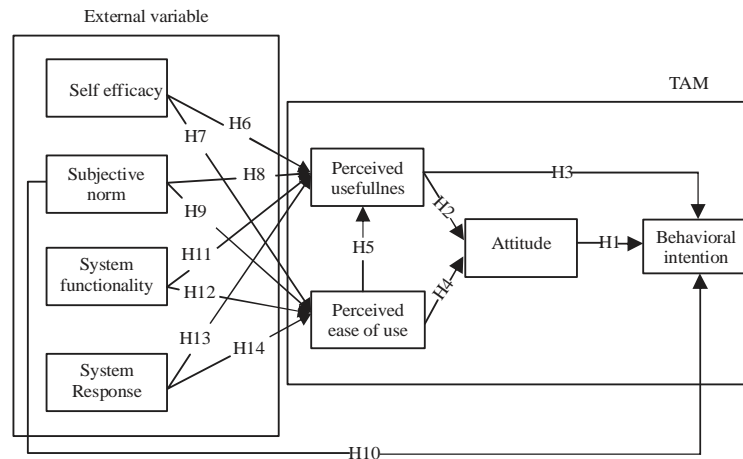 External variable
TAM
Self efficacy
H6
H7
Subjective
norm
H8
H9
Perceived
usefullnes
H3
H2
System
functionality
H11
H12
H5
Attitude
H1
Behavioral
intention
H13
H14
Perceived
ease of use
H4
System
Response
H10